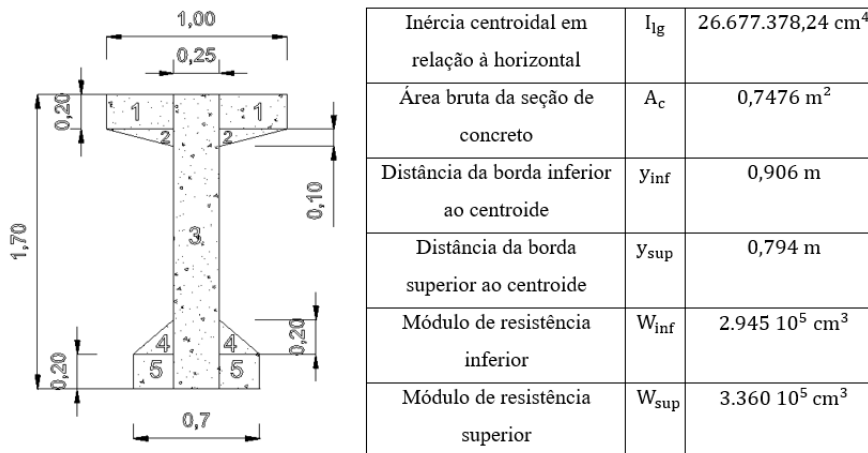 1,00
0,25
0,20
1
1
2
2
0,10
1,70
3
4
4
0,20
0,20
5
5
0,7
Inércia centroidal em
relação à horizontal
I_lg
26.677.378,24 cm⁴
Área bruta da seção de
concreto
A_c
0,7476 m²
Distância da borda inferior
ao centroide
y_inf
0,906 m
Distância da borda
superior ao centroide
y_sup
0,794 m
Módulo de resistência
inferior
W_inf
2.945 10⁵ cm³
Módulo de resistência
superior
W_sup
3.360 10⁵ cm³